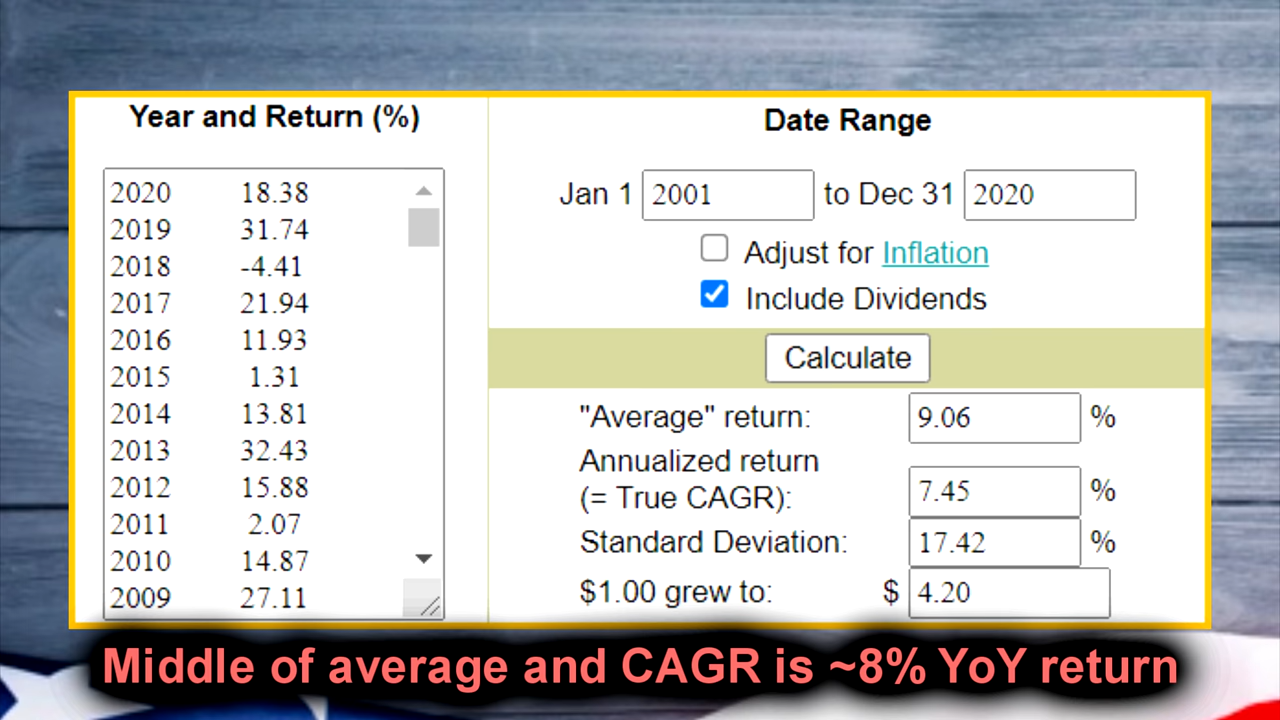 Year and Return (%)
2020 18.38
2019 31.74
2018 -4.41
2017 21.94
2016 11.93
2015 1.31
2014 13.81
2013 32.43
2012 15.88
2011 2.07
2010 14.87
2009 27.11
Date Range
Jan 1 2001 to Dec 31 2020
Adjust for Inflation
Include Dividends
Calculate
"Average" return: 9.06 %
Annualized return
(= True CAGR): 7.45 %
Standard Deviation: 17.42 %
$1.00 grew to: $ 4.20
Middle of average and CAGR is ~8% YoY return